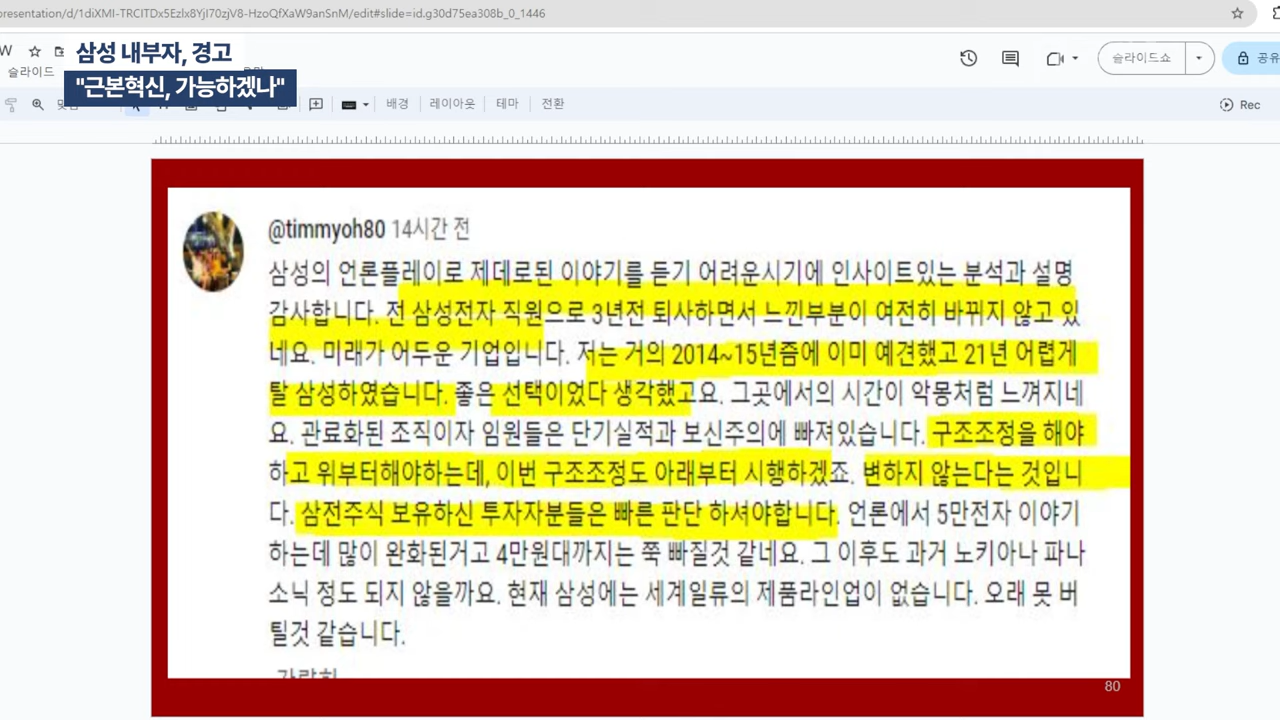 presentation/d/1diXMI-TRCITDx5Ezlx8YjI70zjV8-HzoQfXaW9anSnM/edit#slide=id.g30d75ea308b_0_1446
W
삼성 내부자, 경고
"근본혁신, 가능하겠나"
슬라이드
슬라이드쇼
공유
배경
레이아웃
테마
전환
Rec
@timmyoh80 14시간 전
삼성의 언론플레이로 제데로된 이야기를 듣기 어려운시기에 인사이트있는 분석과 설명
감사합니다. 전 삼성전자 직원으로 3년전 퇴사하면서 느낀부분이 여전히 바뀌지 않고 있
네요. 미래가 어두운 기업입니다. 저는 거의 2014~15년즘에 이미 예견했고 21년 어렵게
탈 삼성하였습니다. 좋은 선택이었다 생각했고요. 그곳에서의 시간이 악몽처럼 느껴지네
요. 관료화된 조직이자 임원들은 단기실적과 보신주의에 빠져있습니다. 구조조정을 해야
하고 위부터해야하는데, 이번 구조조정도 아래부터 시행하겠죠. 변하지 않는다는 것입니
다. 삼전주식 보유하신 투자자분들은 빠른 판단 하셔야합니다. 언론에서 5만전자 이야기
하는데 많이 완화된거고 4만원대까지는 쭉 빠질것 같네요. 그 이후도 과거 노키아나 파나
소닉 정도 되지 않을까요. 현재 삼성에는 세계일류의 제품라인업이 없습니다. 오래 못 버
틸것 같습니다.
80